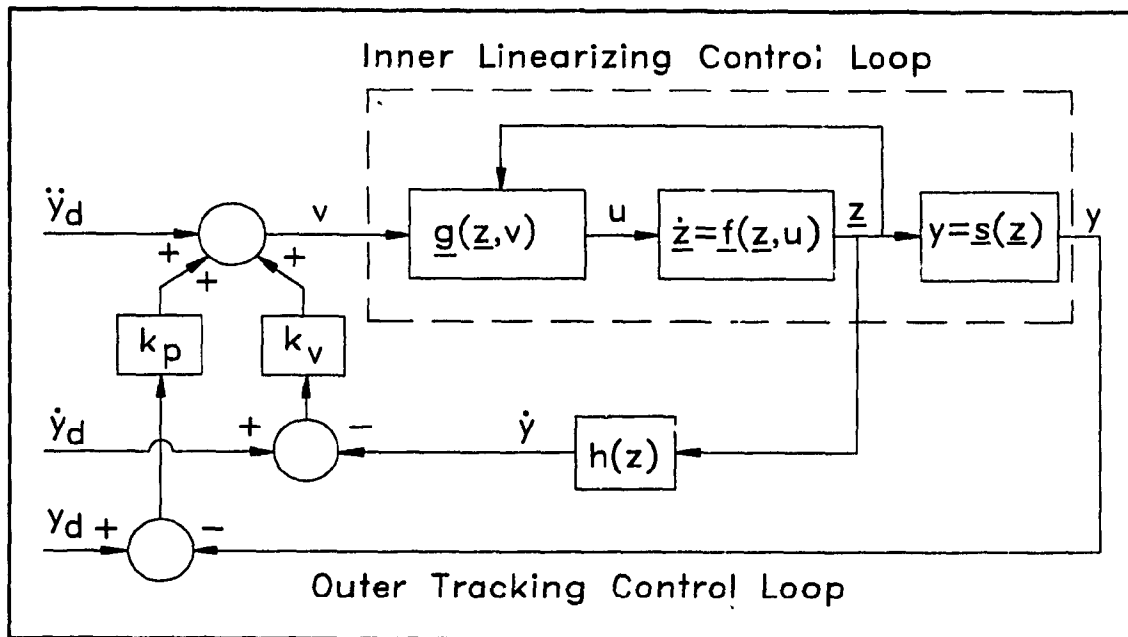 Inner Linearizing Control Loop
ÿd
+
+
+
v
g(z,v)
u
ż=f(z,u)
z
y=s(z)
y
kp
kv
ẏd
+
-
ẏ
h(z)
yd
+
-
Outer Tracking Control Loop